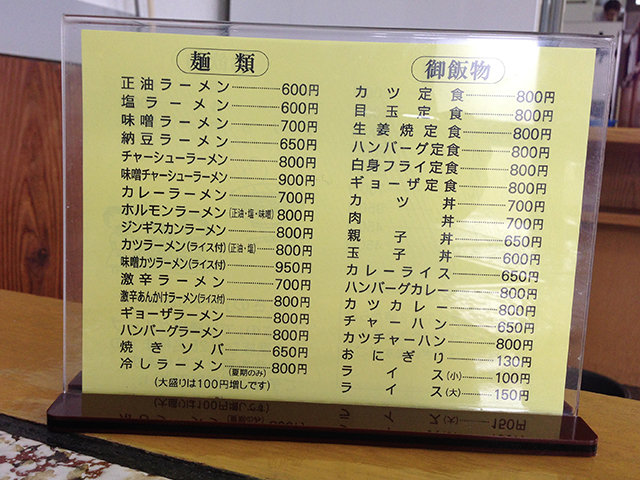 麺類
正油ラーメン 600円
塩ラーメン 600円
味噌ラーメン 700円
納豆ラーメン 650円
チャーシューラーメン 800円
味噌チャーシューラーメン 900円
カレーラーメン 700円
ホルモンラーメン(正油・塩・味噌) 800円
ジンギスカンラーメン 800円
カツラーメン(ライス付)(正油・塩) 800円
味噌カツラーメン(ライス付) 950円
激辛ラーメン 700円
激辛あんかけラーメン(ライス付) 800円
ギョーザラーメン 800円
ハンバーグラーメン 800円
焼きソバ 650円
冷しラーメン(夏期のみ) 800円
(大盛りは100円増しです)
御飯物
カツ定食 800円
目玉定食 800円
生姜焼定食 800円
ハンバーグ定食 800円
白身フライ定食 800円
ギョーザ定食 800円
カツ丼 700円
肉丼 700円
親子丼 650円
玉子丼 600円
カレーライス 650円
ハンバーグカレー 800円
カツカレー 800円
チャーハン 650円
カツチャーハン 800円
おにぎり 130円
ライス(小) 100円
ライス(大) 150円